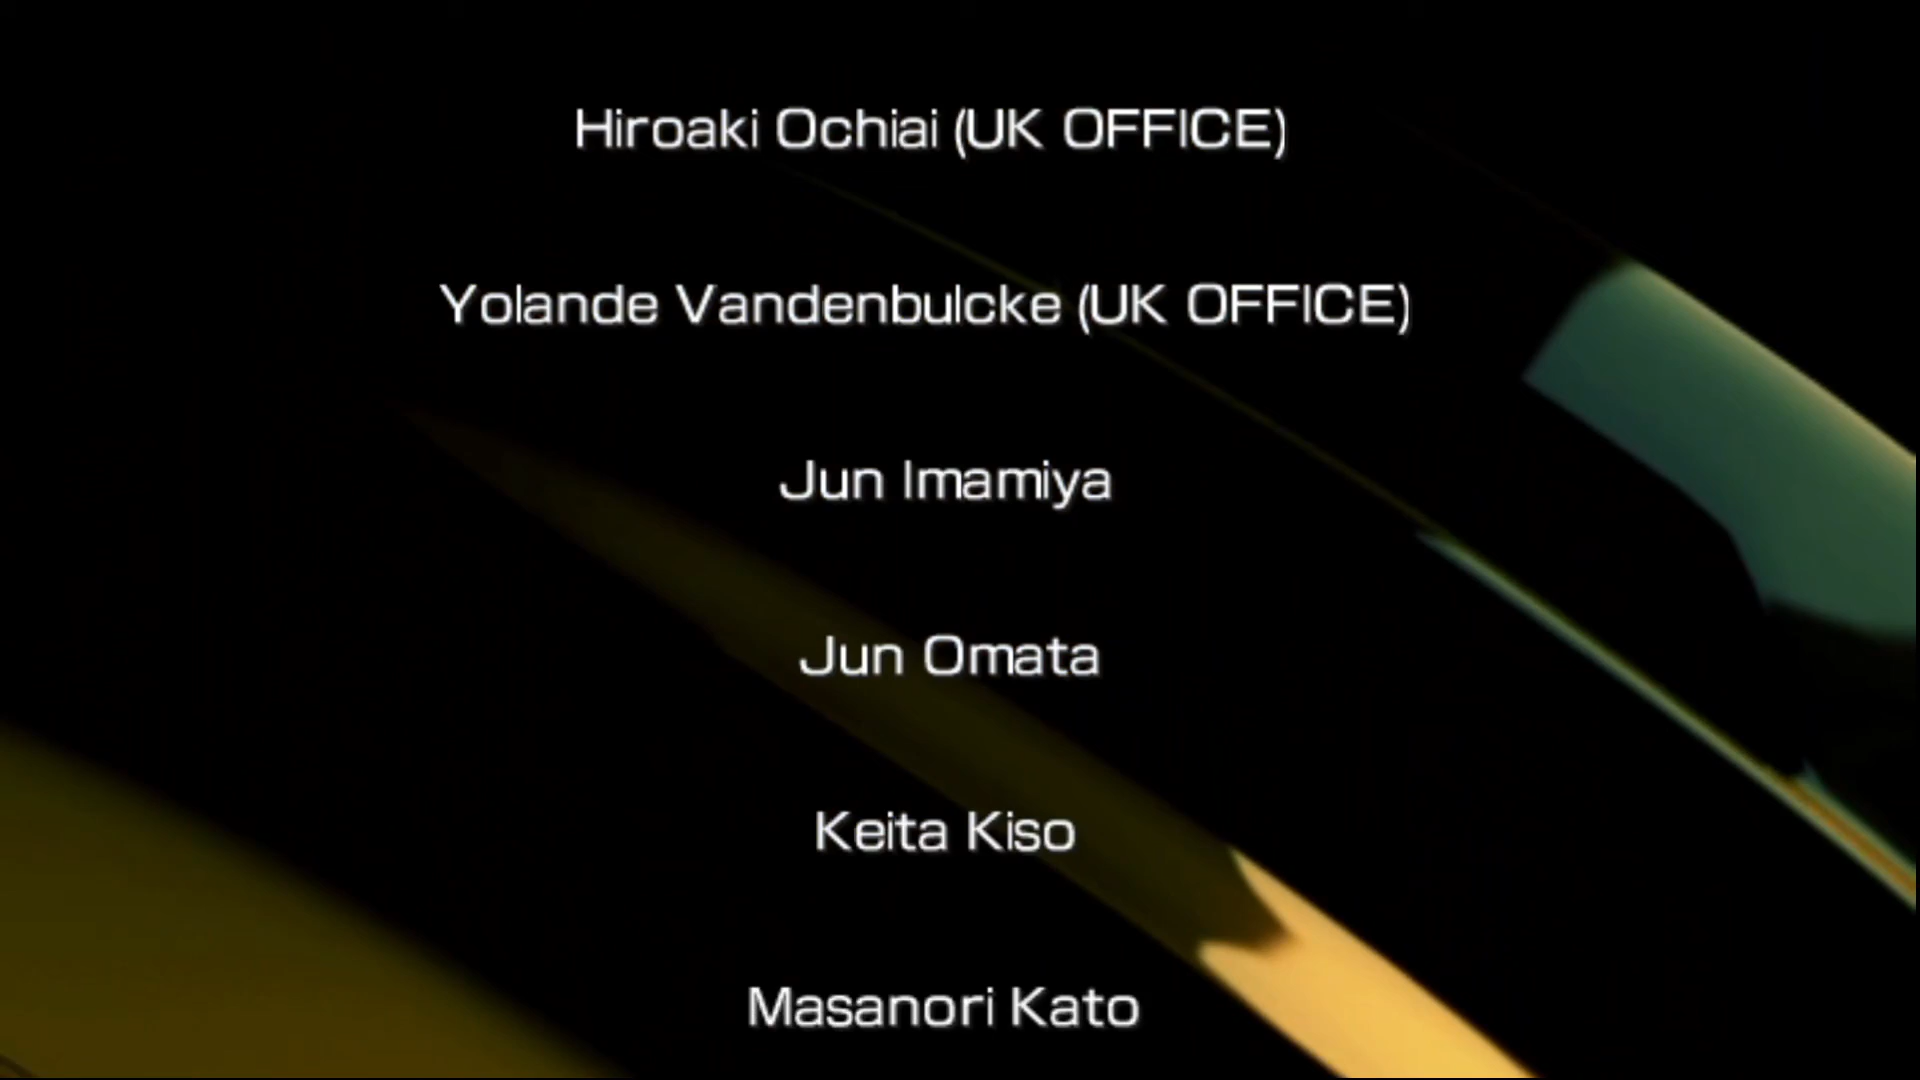 Hiroaki Ochiai (UK OFFICE)
Yolande Vandenbulcke (UK OFFICE)
Jun Imamiya
Jun Omata
Keita Kiso
Masanori Kato